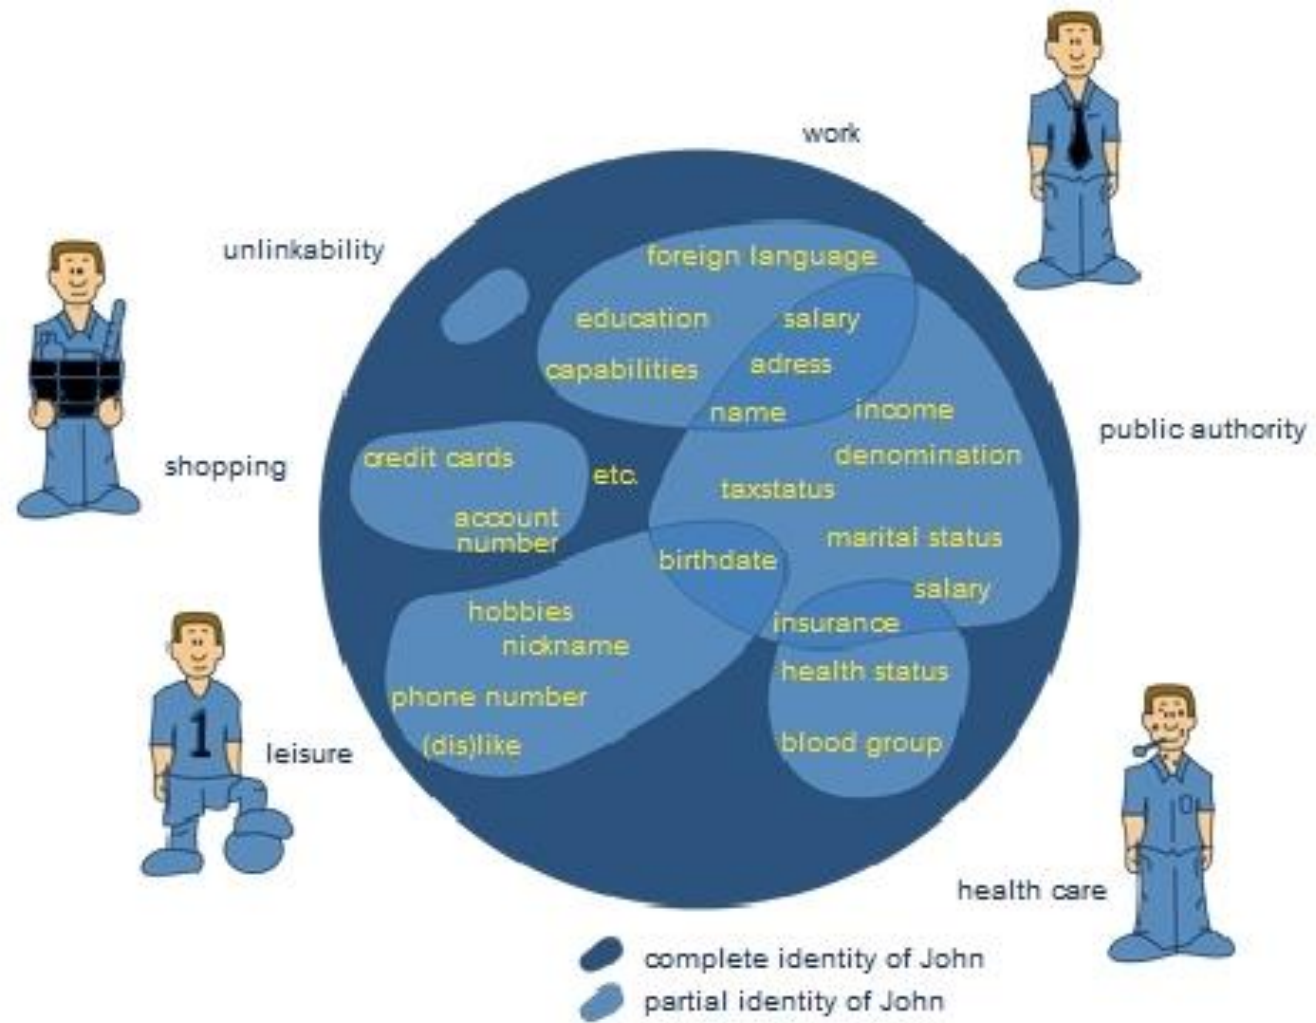 work
unlinkability
foreign language
education
salary
capabilities
adress
name
income
public authority
shopping
credit cards
etc.
denomination
taxstatus
account
number
marital status
birthdate
salary
hobbies
insurance
nickname
health status
phone number
(dis)like
blood group
leisure
1
health care
complete identity of John
partial identity of John